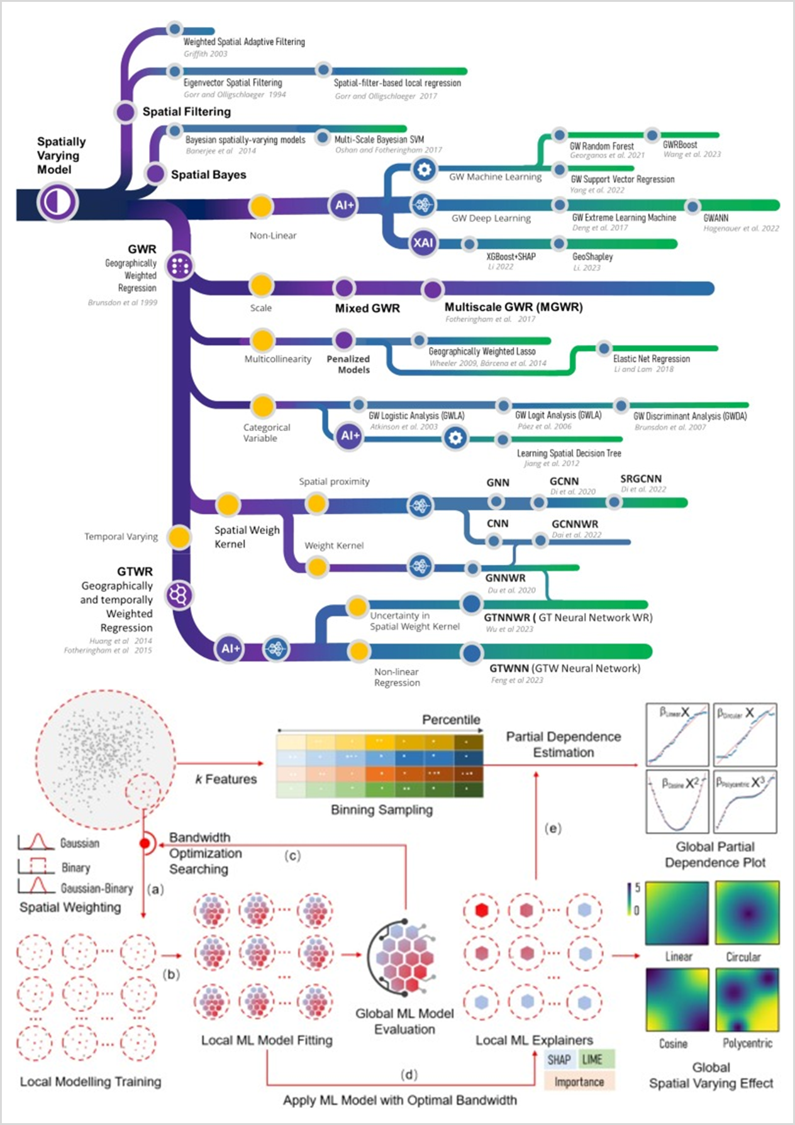 Weighted Spatial Adaptive Filtering
Griffith 2003
Eigenvector Spatial Filtering
Gorr and Olligschlaeger 1994
Spatial-filter-based local regression
Gorr and Olligschlaeger 2017
Spatial Filtering
Spatially
Varying
Model
Bayesian spatially-varying models
Banerjee et al 2014
Multi-Scale Bayesian SVM
Oshan and Fotheringham 2017
Spatial Bayes
GW Random Forest
Georganos et al. 2021
GWRBoost
Wang et al. 2023
GW Machine Learning
GW Support Vector Regression
Yang et al. 2022
AI+
Non-Linear
GW Deep Learning
GW Extreme Learning Machine
Deng et al. 2017
GWANN
Hagenauer et al. 2022
XAI
XGBoost+SHAP
Li 2022
GeoShapley
Li. 2023
GWR
Geographically
Weighted
Regression
Brunsdon et al 1999
Scale
Mixed GWR
Multiscale GWR (MGWR)
Fotheringham et al. 2017
Multicollinearity
Penalized
Models
Geographically Weighted Lasso
Wheeler 2009, Bárcena et al. 2014
Elastic Net Regression
Li and Lam 2018
Categorical
Variable
GW Logistic Analysis (GWLA)
Atkinson et al. 2003
GW Logit Analysis (GWLA)
Páez et al. 2006
GW Discriminant Analysis (GWDA)
Brunsdon et al. 2007
AI+
Learning Spatial Decision Tree
Jiang et al. 2012
Spatial proximity
GNN
GCNN
Di et al. 2020
SRGCNN
Di et al. 2022
Spatial Weigh
Kernel
CNN
GCNNWR
Dai et al. 2022
Temporal Varying
Weight Kernel
GNNWR
Du et al. 2020
GTWR
Geographically
and temporally
Weighted
Regression
Huang et al 2014
Fotheringham et al 2015
Uncertainty in
Spatial Weight Kernel
GTNNWR ( GT Neural Network WR)
Wu et al 2023
AI+
Non-linear
Regression
GTWNN (GTW Neural Network)
Feng et al 2023
Percentile
k Features
Binning Sampling
Partial Dependence
Estimation
βLinear X
βCircular X
βCosine X2
βPolycentric X3
Global Partial
Dependence Plot
Gaussian
Binary
Gaussian-Binary
Spatial Weighting
Bandwidth
Optimization
Searching
(a)
(b)
(c)
(d)
(e)
Local Modelling Training
Local ML Model Fitting
Global ML Model
Evaluation
Local ML Explainers
SHAP
LIME
Importance
Apply ML Model with Optimal Bandwidth
5
0
Linear
Circular
Cosine
Polycentric
Global
Spatial Varying Effect